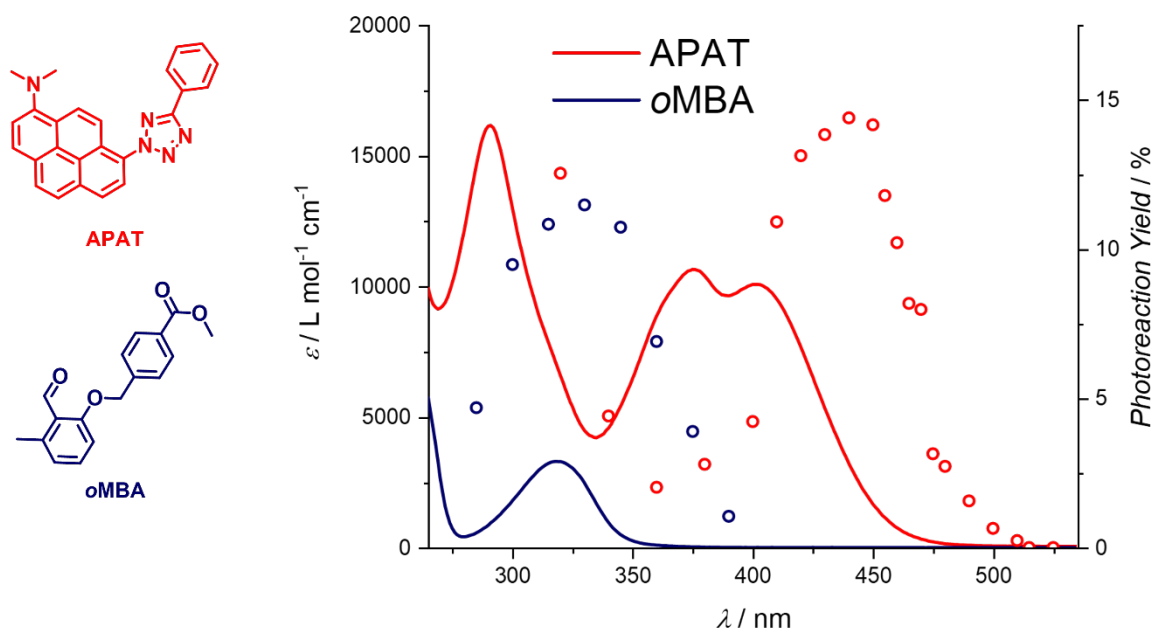 N
N
N
N
N
N
APAT
O
O
O
O
oMBA
APAT
oMBA
20000
15000
10000
5000
0
ε / L mol⁻¹ cm⁻¹
15
10
5
0
Photoreaction Yield / %
300
350
400
450
500
λ / nm